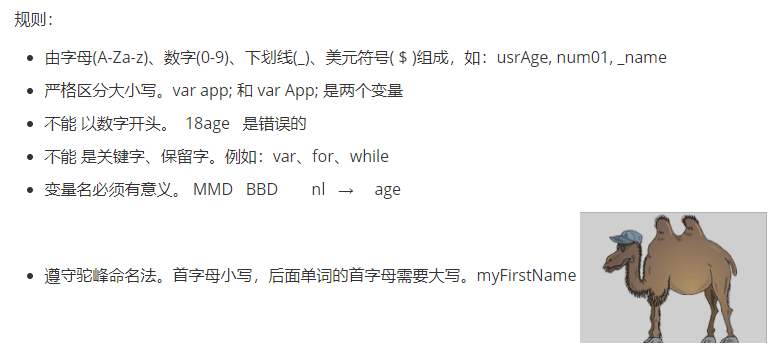 规则：
由字母(A-Za-z)、数字(0-9)、下划线(_)、美元符号( $ )组成，如：usrAge, num01, _name
严格区分大小写。var app; 和 var App; 是两个变量
不能 以数字开头。 18age 是错误的
不能 是关键字、保留字。例如：var、for、while
变量名必须有意义。 MMD BBD nl → age
遵守驼峰命名法。首字母小写，后面单词的首字母需要大写。myFirstName